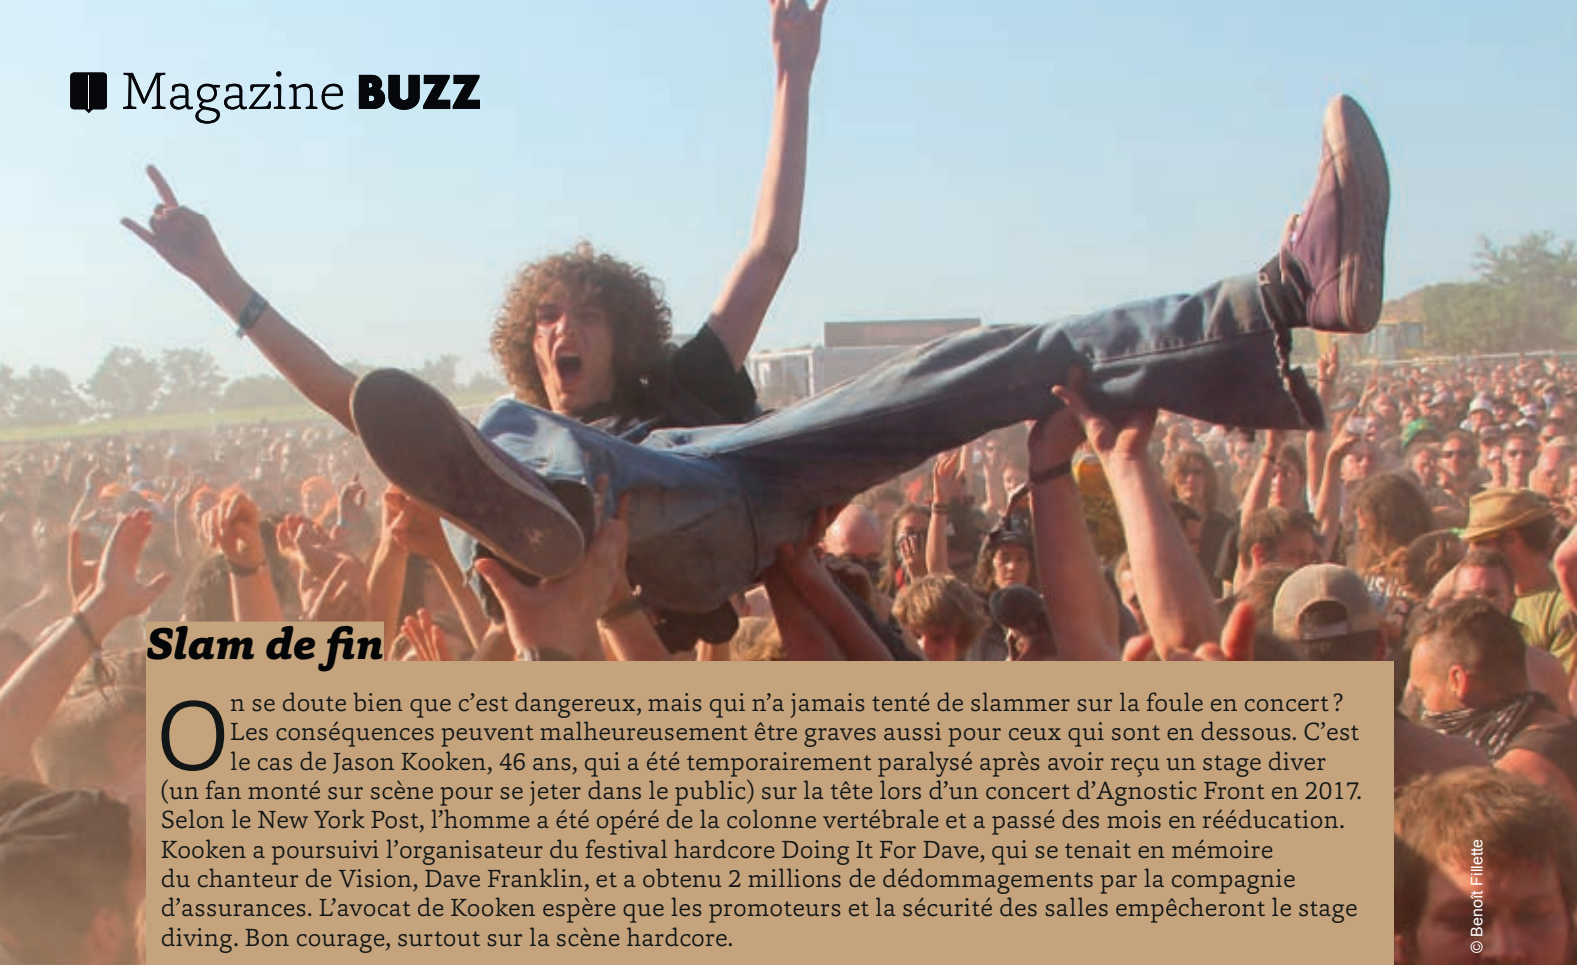 Magazine BUZZ
Slam de fin
On se doute bien que c’est dangereux, mais qui n’a jamais tenté de slammer sur la foule en concert ?
Les conséquences peuvent malheureusement être graves aussi pour ceux qui sont en dessous. C’est
le cas de Jason Kooken, 46 ans, qui a été temporairement paralysé après avoir reçu un stage diver
(un fan monté sur scène pour se jeter dans le public) sur la tête lors d’un concert d’Agnostic Front en 2017.
Selon le New York Post, l’homme a été opéré de la colonne vertébrale et a passé des mois en rééducation.
Kooken a poursuivi l’organisateur du festival hardcore Doing It For Dave, qui se tenait en mémoire
du chanteur de Vision, Dave Franklin, et a obtenu 2 millions de dédommagements par la compagnie
d’assurances. L’avocat de Kooken espère que les promoteurs et la sécurité des salles empêcheront le stage
diving. Bon courage, surtout sur la scène hardcore.
© Benoît Fillette